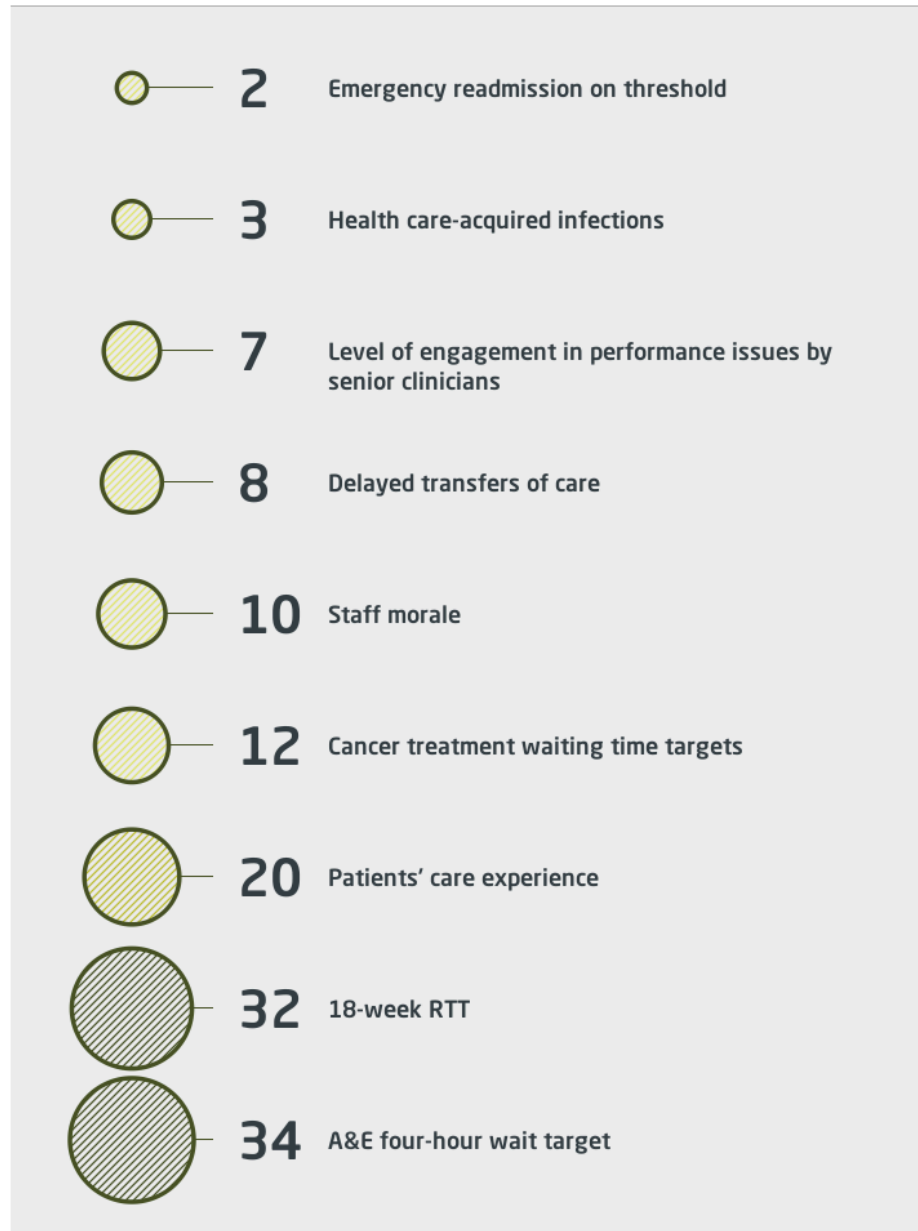 2 Emergency readmission on threshold
3 Health care-acquired infections
7 Level of engagement in performance issues by
senior clinicians
8 Delayed transfers of care
10 Staff morale
12 Cancer treatment waiting time targets
20 Patients’ care experience
32 18-week RTT
34 A&E four-hour wait target